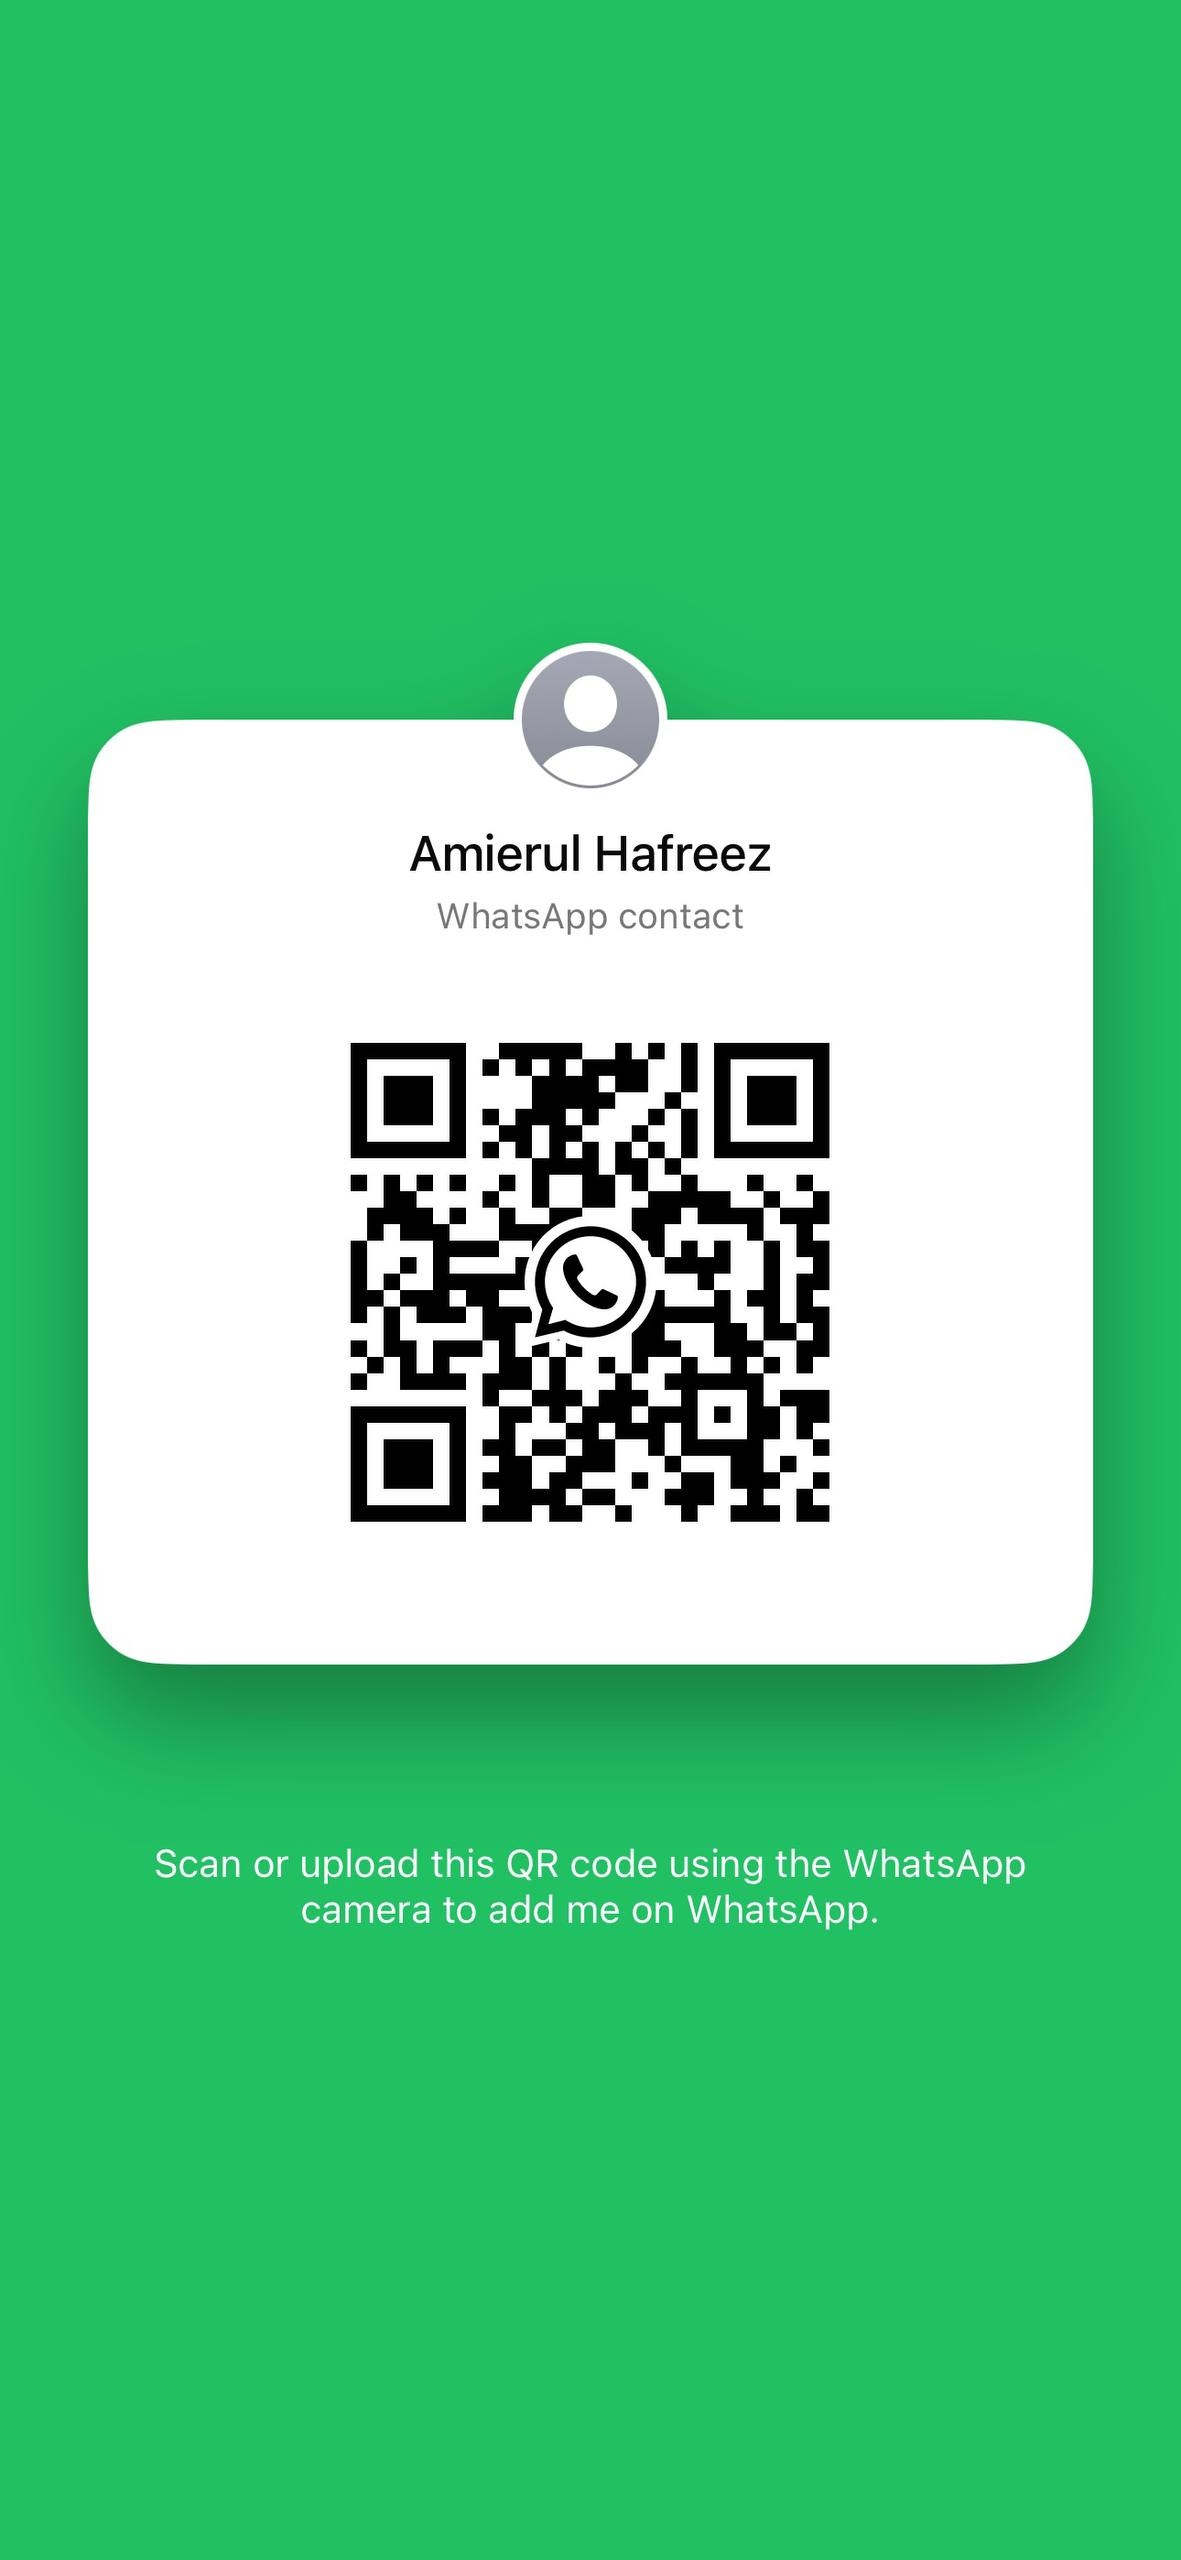 Amierul Hafreez
WhatsApp contact
Scan or upload this QR code using the WhatsApp
camera to add me on WhatsApp.